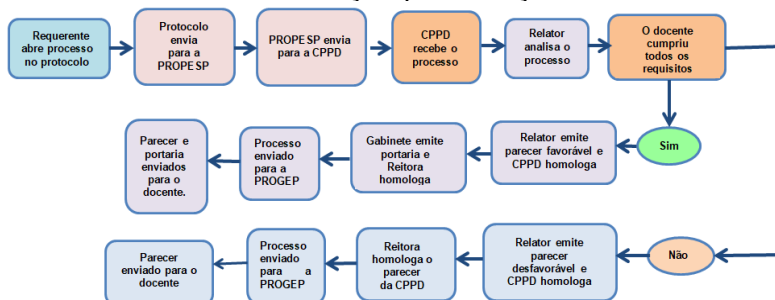 Requerente
abre processo
no protocolo
Protocolo
envia
para a
PROPESP
PROPESP envia
para a CPPD
CPPD
recebe o
processo
Relator
analisa o
processo
O docente
cumpriu
todos os
requisitos
Sim
Relator emite
parecer favorável e
CPPD homologa
Gabinete emite
portaria e
Reitora
homologa
Processo
enviado
para a
PROGEP
Parecer e
portaria
enviados
para o
docente.
Não
Relator emite
parecer
desfavorável e
CPPD homologa
Reitora
homologa o
parecer
da CPPD
Processo
enviado
para a
PROGEP
Parecer
enviado para o
docente